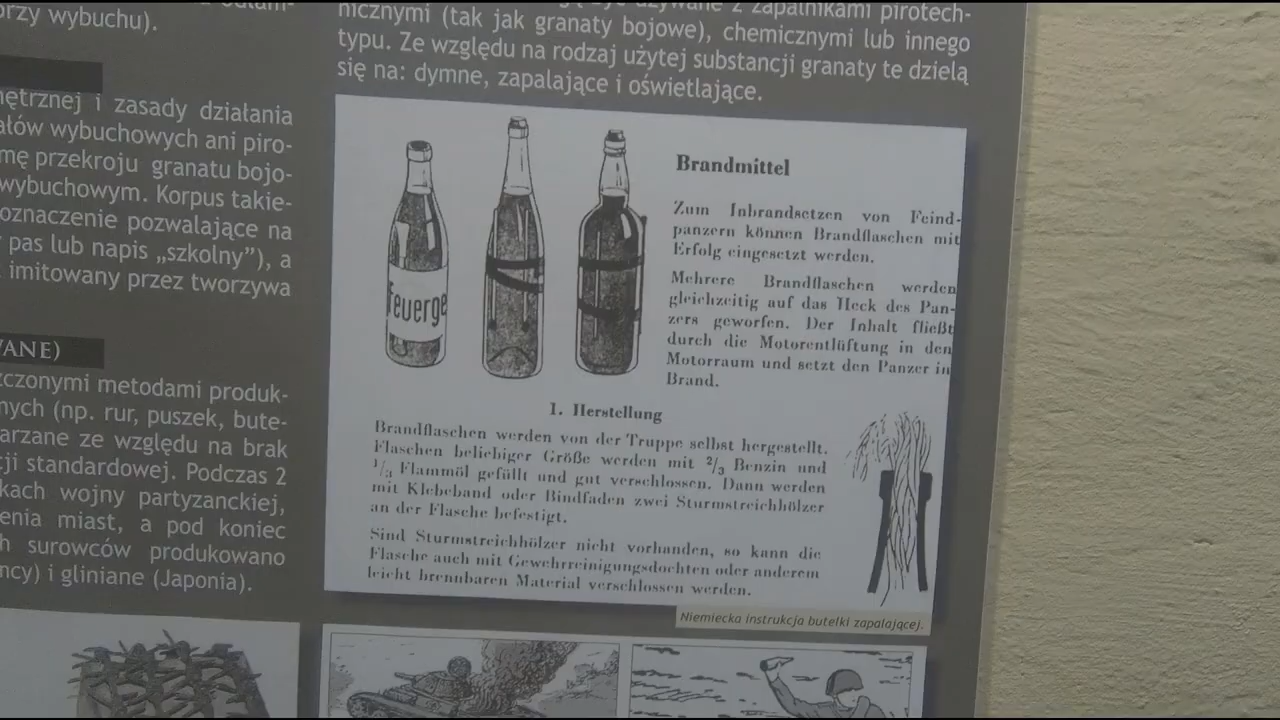 przy wybuchu).
nętrznej i zasady działania
ałów wybuchowych ani piro-
mę przekroju granatu bojo-
wybuchowym. Korpus takie-
oznaczenie pozwalające na
pas lub napis „szkolny”), a
imitowany przez tworzywa
WANE)
zczonymi metodami produk-
nych (np. rur, puszek, bute-
arzane ze względu na brak
cji standardowej. Podczas 2
kach wojny partyzanckiej,
enia miast, a pod koniec
h surowców produkowano
ncy) i gliniane (Japonia).
być używane z zapalnikami pirotech-
nicznymi (tak jak granaty bojowe), chemicznymi lub innego
typu. Ze względu na rodzaj użytej substancji granaty te dzielą
się na: dymne, zapalające i oświetlające.
Feuerge
Brandmittel
Zum Inbrandsetzen von Feind-
panzern können Brandflaschen mit
Erfolg eingesetzt werden.
Mehrere Brandflaschen werden
gleichzeitig auf das Heck des Pan-
zers geworfen. Der Inhalt fließt
durch die Motorentlüftung in den
Motorraum und setzt den Panzer in
Brand.
1. Herstellung
Brandflaschen werden von der Truppe selbst hergestellt.
Flaschen beliebiger Größe werden mit 2/3 Benzin und
1/3 Flammöl gefüllt und gut verschlossen. Dann werden
mit Klebeband oder Bindfaden zwei Sturmstreichhölzer
an der Flasche befestigt.
Sind Sturmstreichhölzer nicht vorhanden, so kann die
Flasche auch mit Gewehrreinigungsdochten oder anderem
leicht brennbaren Material verschlossen werden.
Niemiecka instrukcja butelki zapalającej.